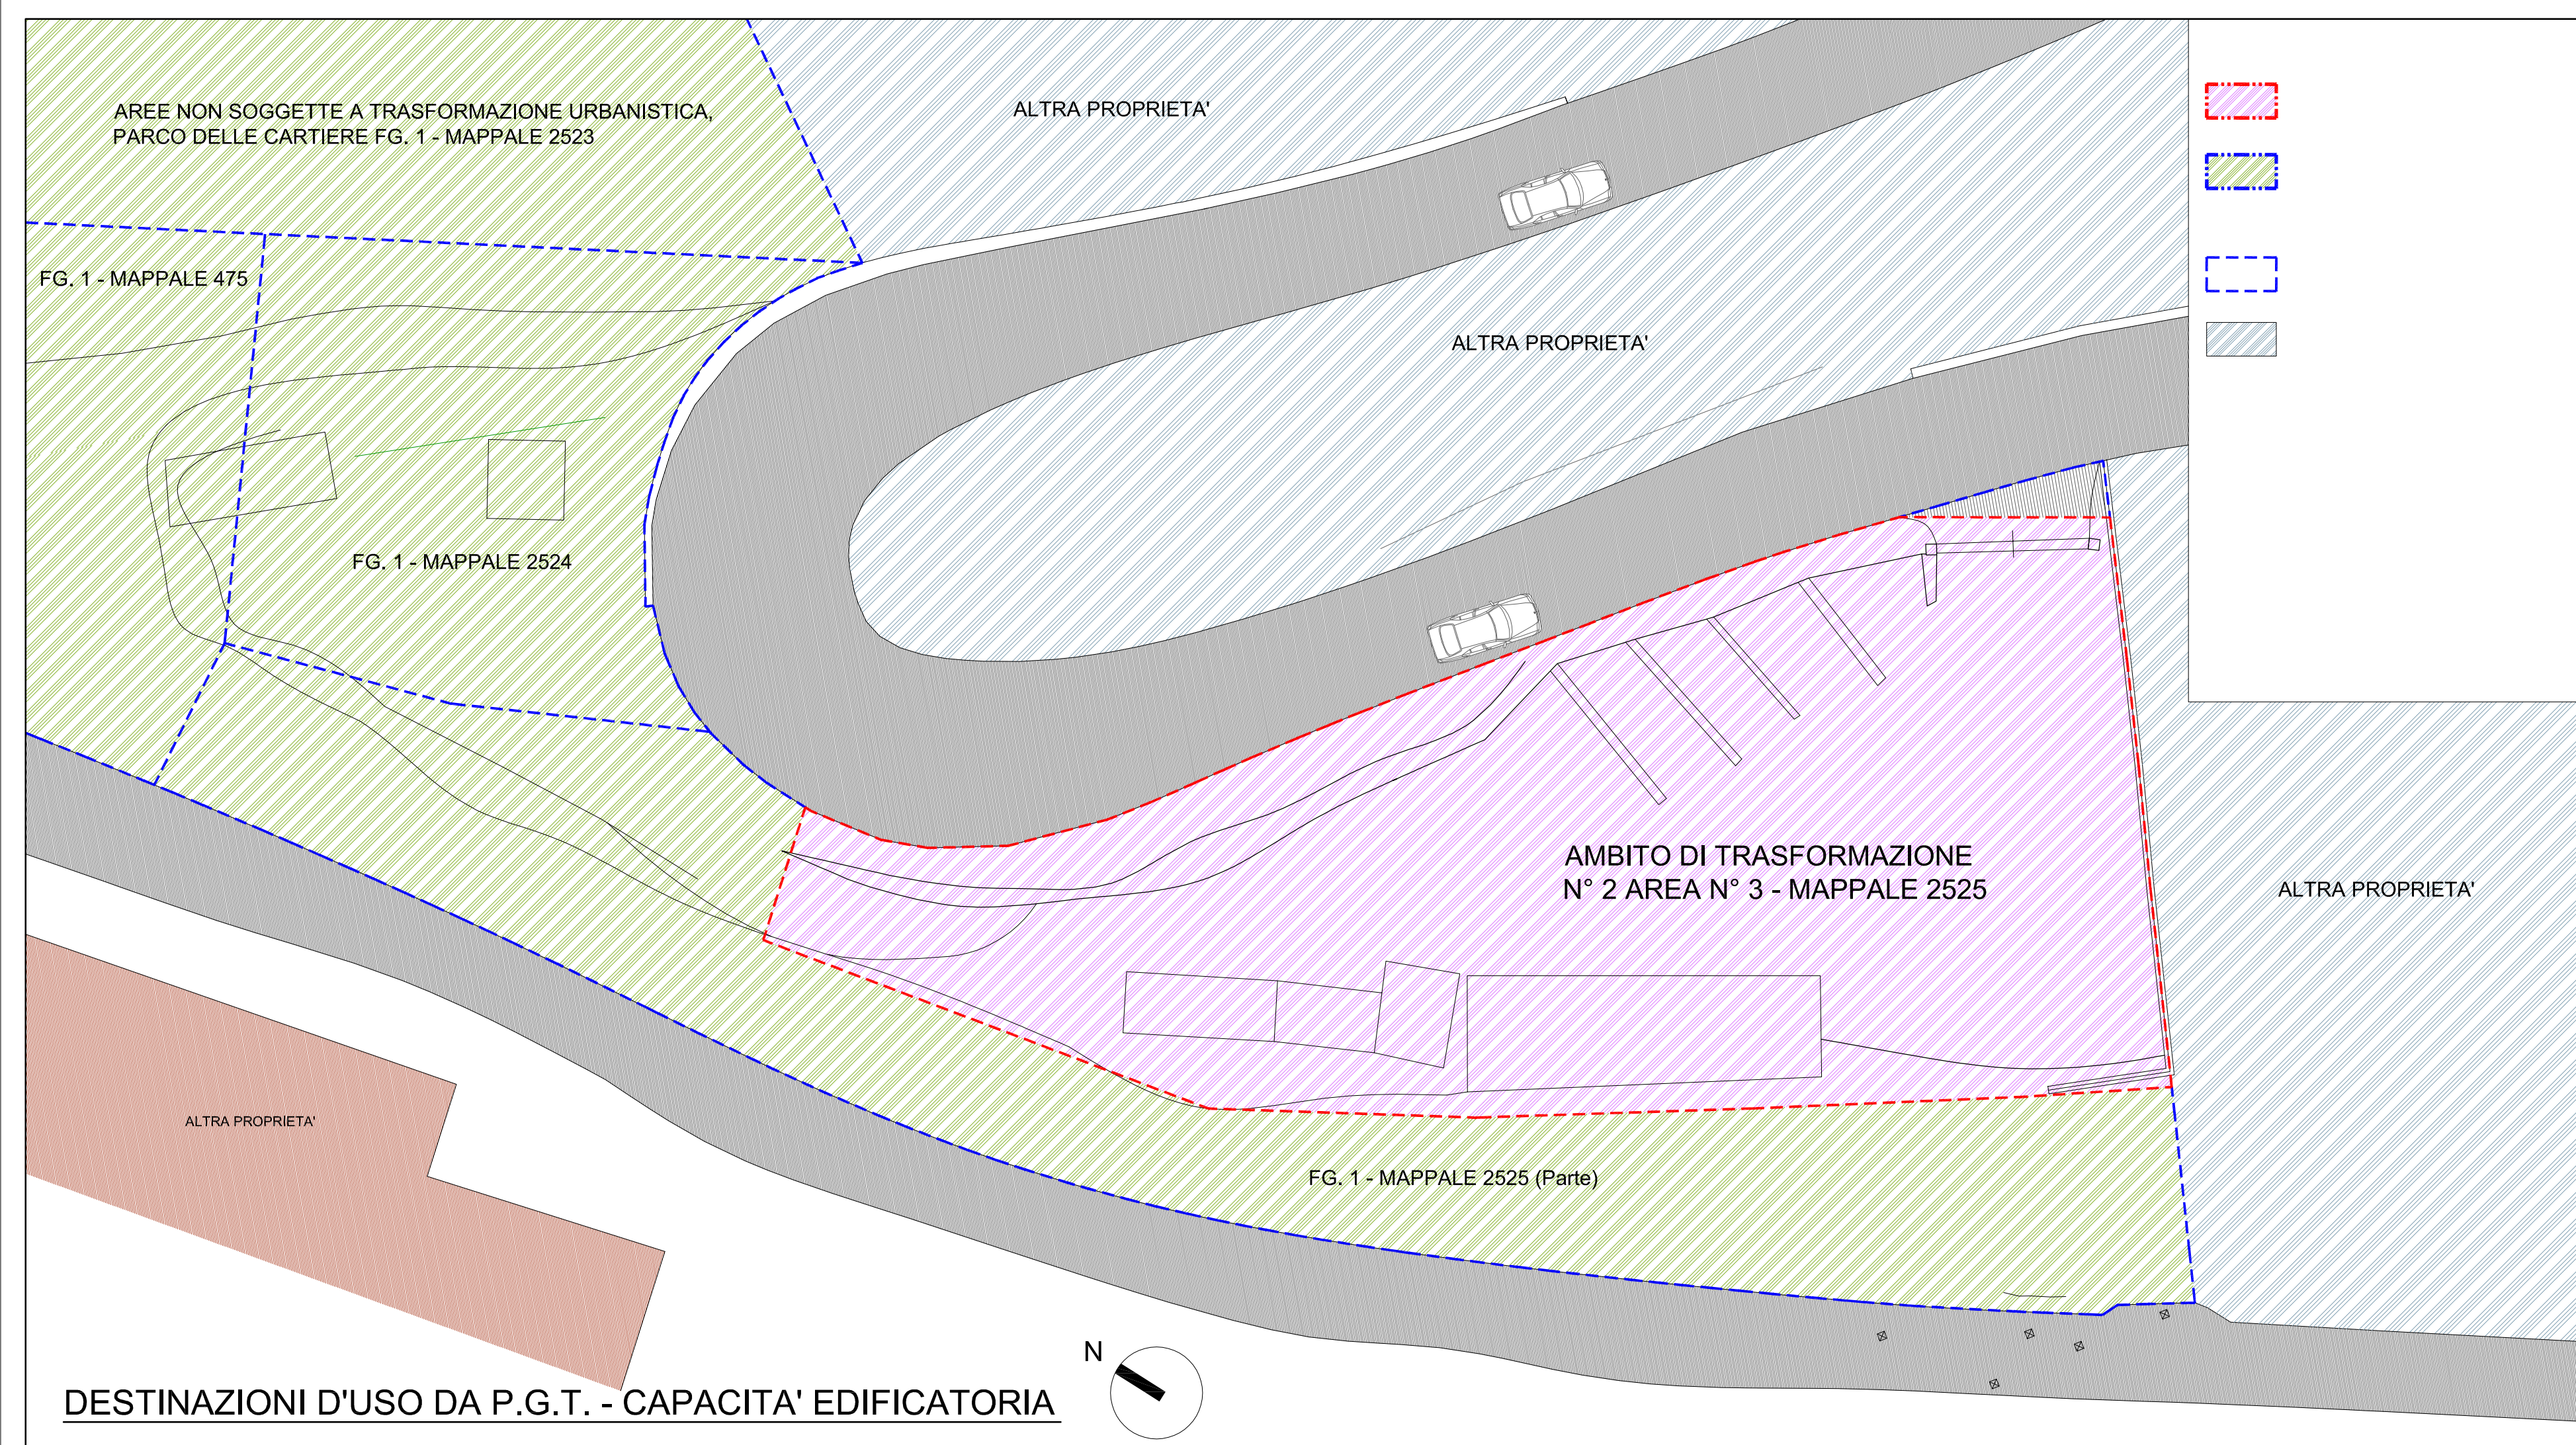 AREE NON SOGGETTE A TRASFORMAZIONE URBANISTICA,
PARCO DELLE CARTIERE FG. 1 - MAPPALE 2523
ALTRA PROPRIETA'
FG. 1 - MAPPALE 475
ALTRA PROPRIETA'
FG. 1 - MAPPALE 2524
AMBITO DI TRASFORMAZIONE
N° 2 AREA N° 3 - MAPPALE 2525
ALTRA PROPRIETA'
ALTRA PROPRIETA'
FG. 1 - MAPPALE 2525 (Parte)
N
DESTINAZIONI D'USO DA P.G.T. - CAPACITA' EDIFICATORIA